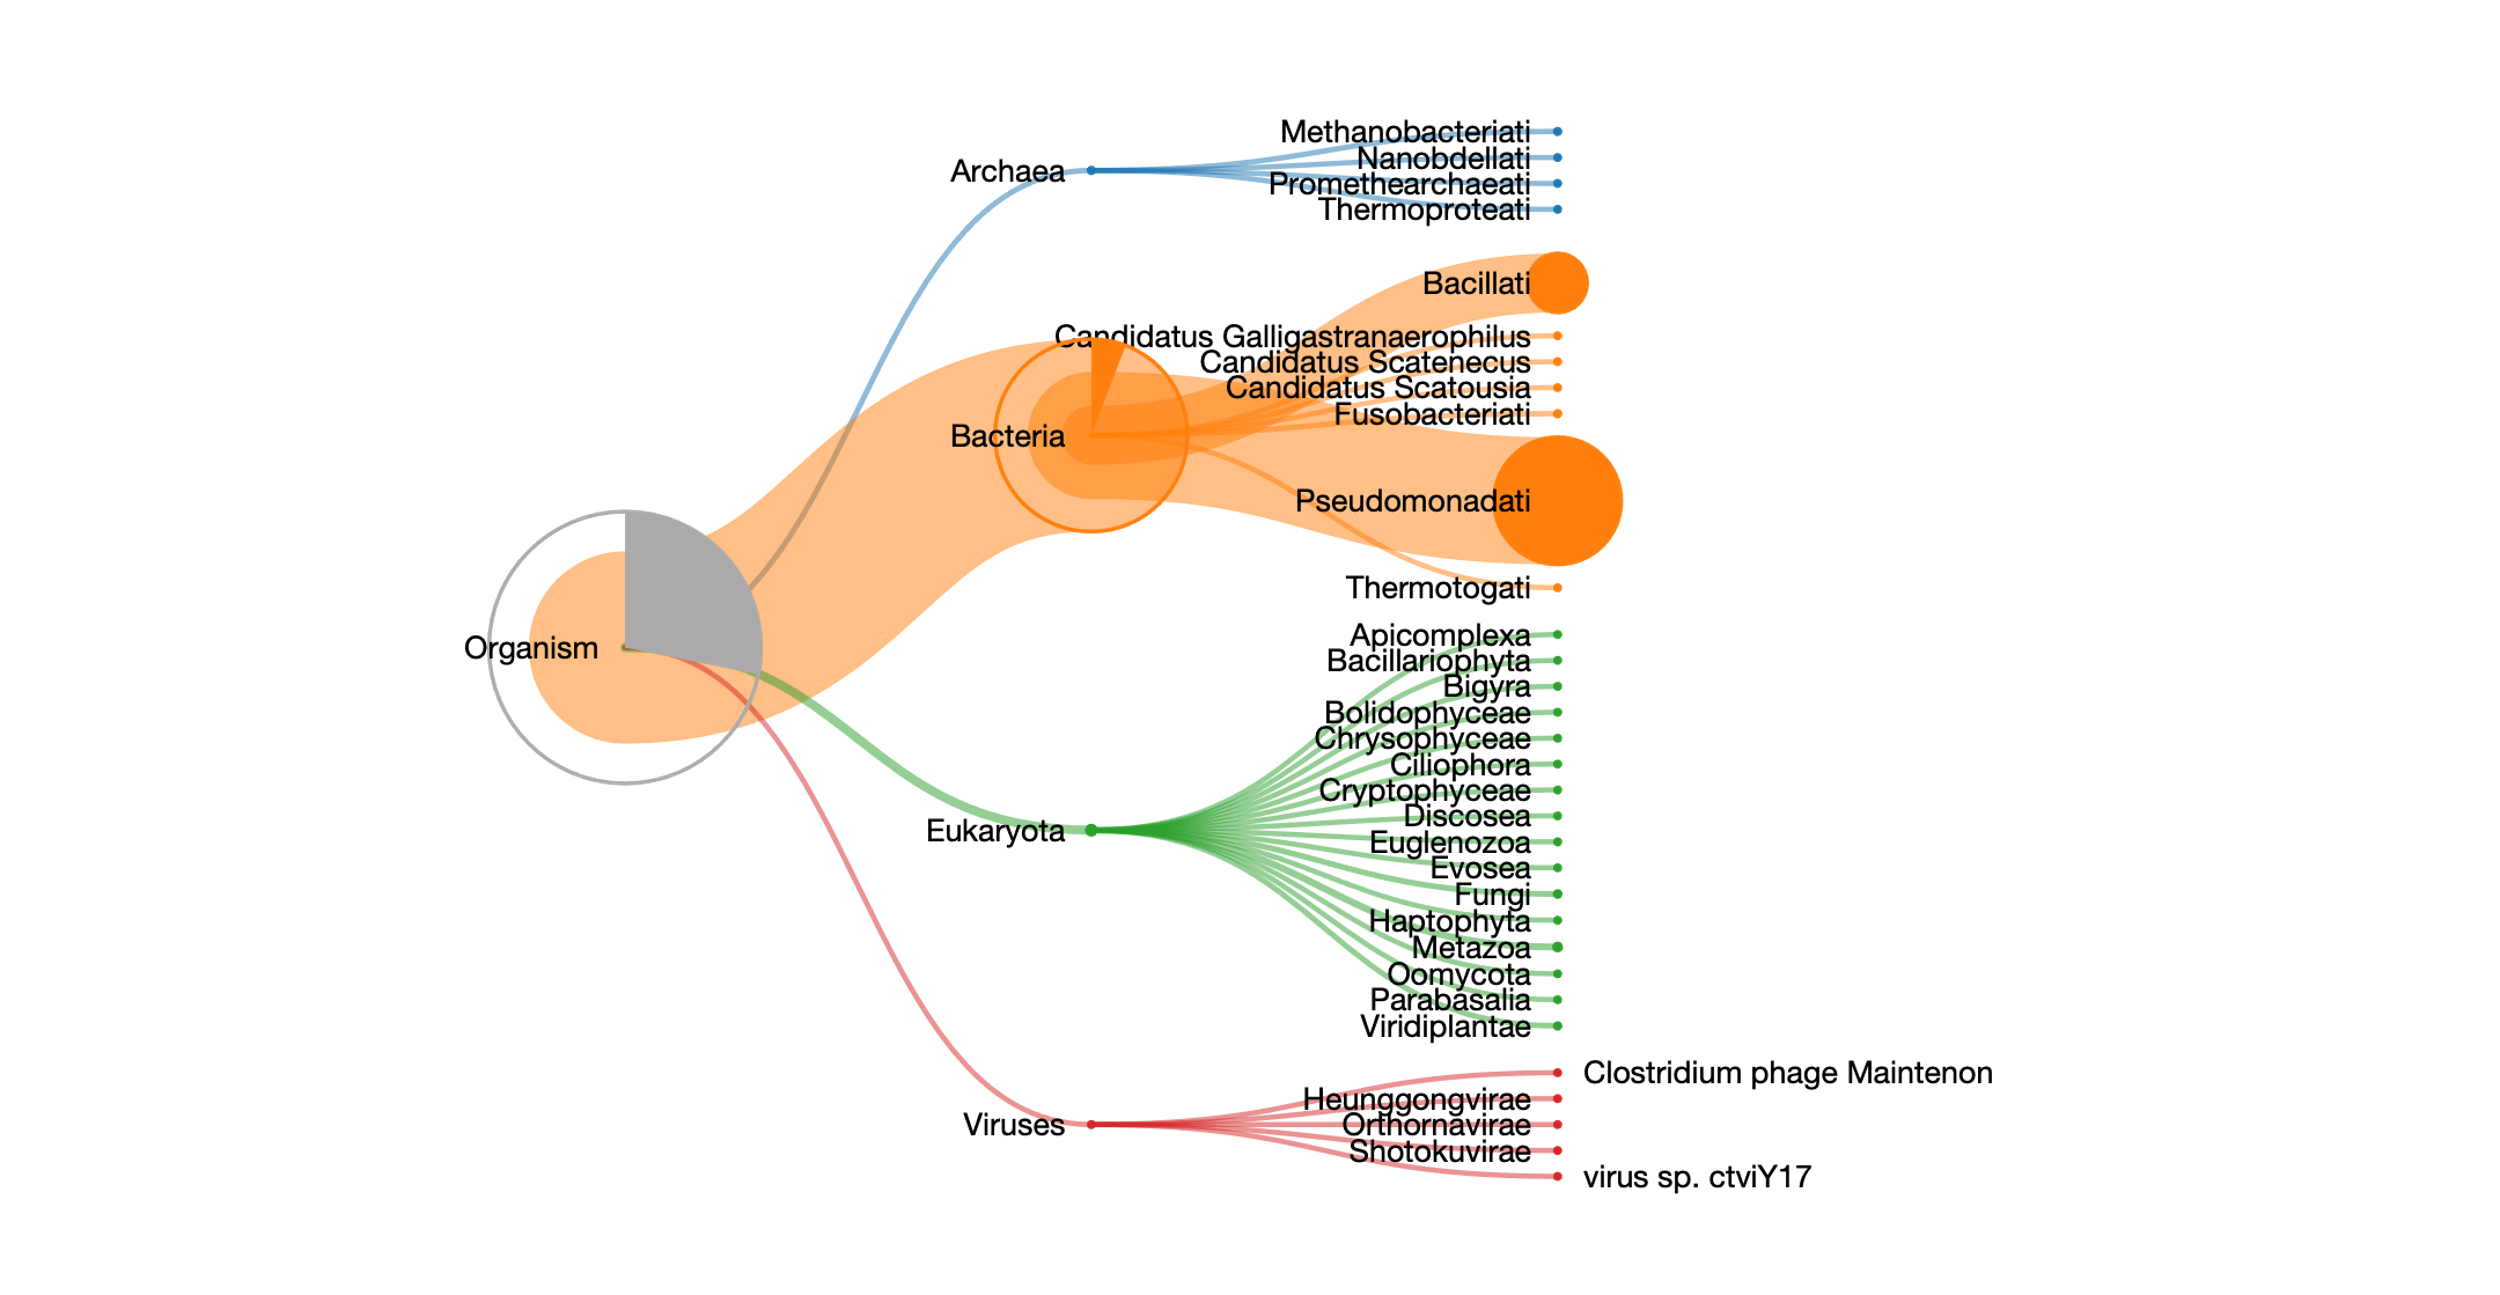 Methanobacteriati
Archaea
Nanobdellati
Promethearchaeati
Thermoproteati
Bacillati
Candidatus Galligastranaerophilus
Candidatus Scatenecus
Candidatus Scatousia
Fusobacteriati
Bacteria
Pseudomonadati
Thermotogati
Apicomplexa
Organism
Bacillariophyta
Bigyra
Bolidophyceae
Chrysophyceae
Ciliophora
Cryptophyceae
Discosea
Eukaryota
Euglenozoa
Evosea
Fungi
Haptophyta
Metazoa
Oomycota
Parabasalia
Viridiplantae
Clostridium phage Maintenon
Heunggongvirae
Viruses
Orthornavirae
Shotokuvirae
virus sp. ctviY17